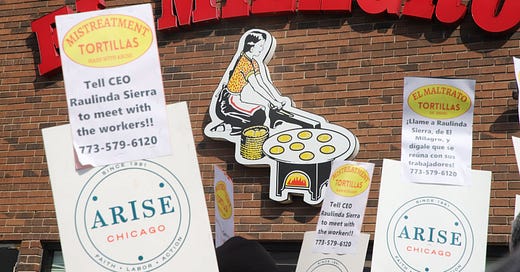 El Milagro
MISTREATMENT
TORTILLAS
Tell CEO
Raulinda Sierra
to meet with
the workers!!
773-579-6120
SINCE 1991
ARISE
CHICAGO
FAITH • LABOR • ACTION
MISTREATMENT
TORTILLAS
Tell CEO
Raulinda Sierra
to meet with
the workers!!
773-579-6120
EL MALTRATO
TORTILLAS
¡Llame a Raulinda
Sierra, de El
Milagro, y
dígale que se
reúna con sus
trabajadores!
773-579-6120
SINCE 1991
ARISE
CHICAGO
FAITH • LABOR • ACTION